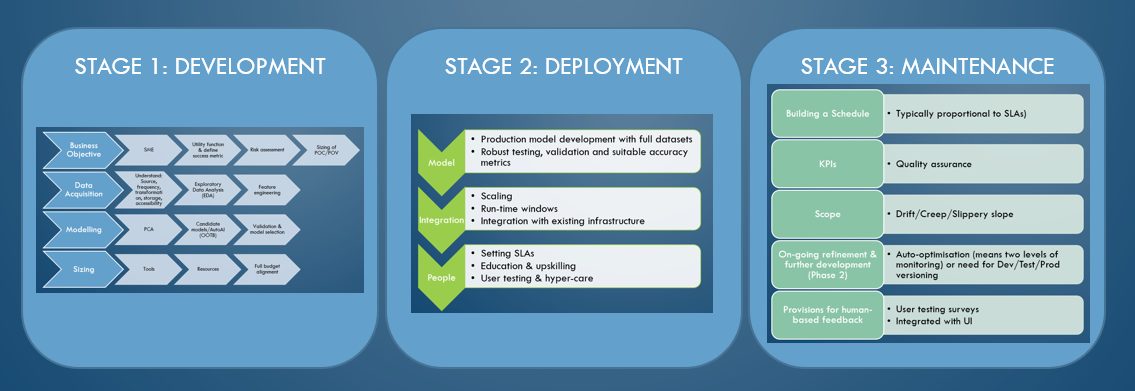 STAGE 1: DEVELOPMENT
Business
Objective
SME
Utility function
& define
success metric
Risk assessment
Sizing of
POC/POV
Data
Acquisition
Understand:
Source,
frequency,
transformati
on, storage,
accessibility
Exploratory
Data Analysis
(EDA)
Feature
engineering
Modelling
PCA
Candidate
models/AutoAI
(OOTB)
Validation &
model selection
Sizing
Tools
Resources
Full budget
alignment
STAGE 2: DEPLOYMENT
Model
• Production model development with full datasets
• Robust testing, validation and suitable accuracy
metrics
Integration
• Scaling
• Run-time windows
• Integration with existing infrastructure
People
• Setting SLAs
• Education & upskilling
• User testing & hyper-care
STAGE 3: MAINTENANCE
Building a Schedule
• Typically proportional to SLAs)
KPIs
• Quality assurance
Scope
• Drift/Creep/Slippery slope
On-going refinement &
further development
(Phase 2)
• Auto-optimisation (means two levels of
monitoring) or need for Dev/Test/Prod
versioning
Provisions for human-
based feedback
• User testing surveys
• Integrated with UI